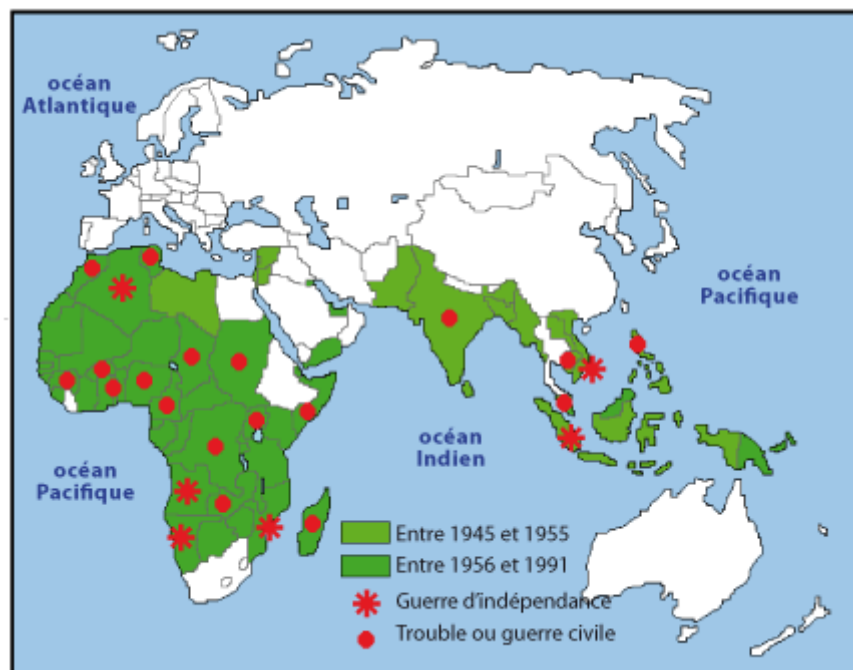 océan
Atlantique
océan
Pacifique
océan
Indien
océan
Pacifique
Entre 1945 et 1955
Entre 1956 et 1991
Guerre d'indépendance
Trouble ou guerre civile